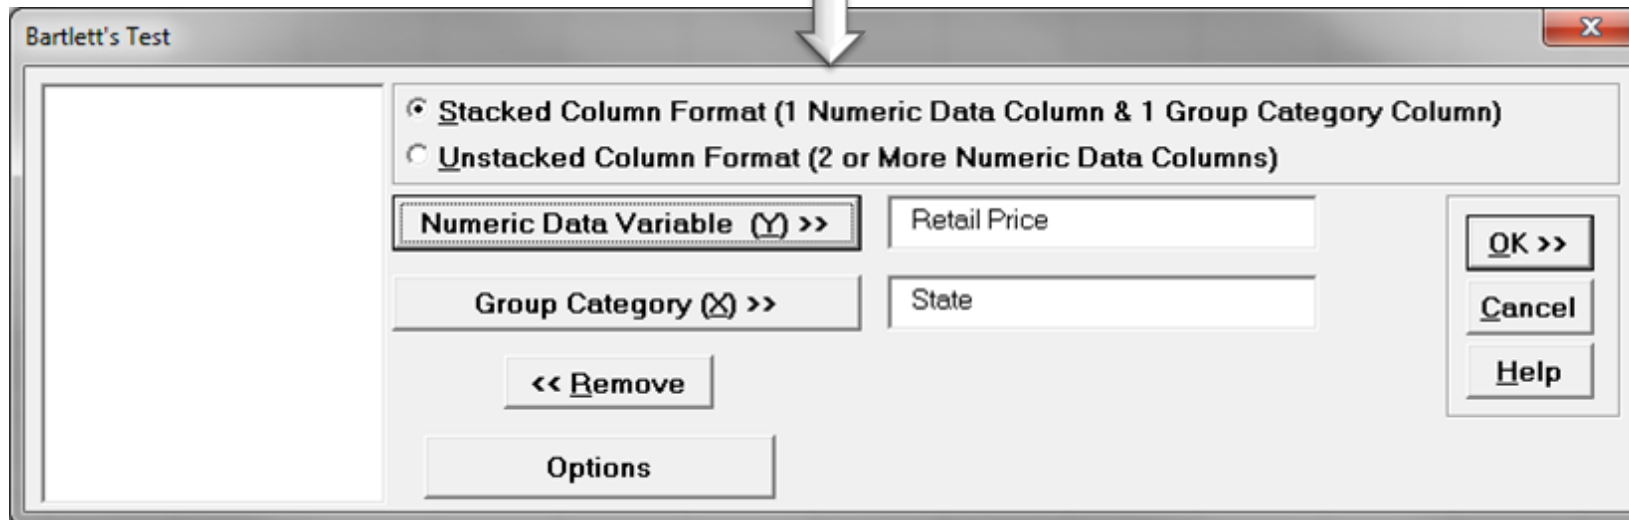 Bartlett's Test
Stacked Column Format (1 Numeric Data Column & 1 Group Category Column)
Unstacked Column Format (2 or More Numeric Data Columns)
Numeric Data Variable (Y) >>
Retail Price
Group Category (X) >>
State
<< Remove
Options
OK >>
Cancel
Help